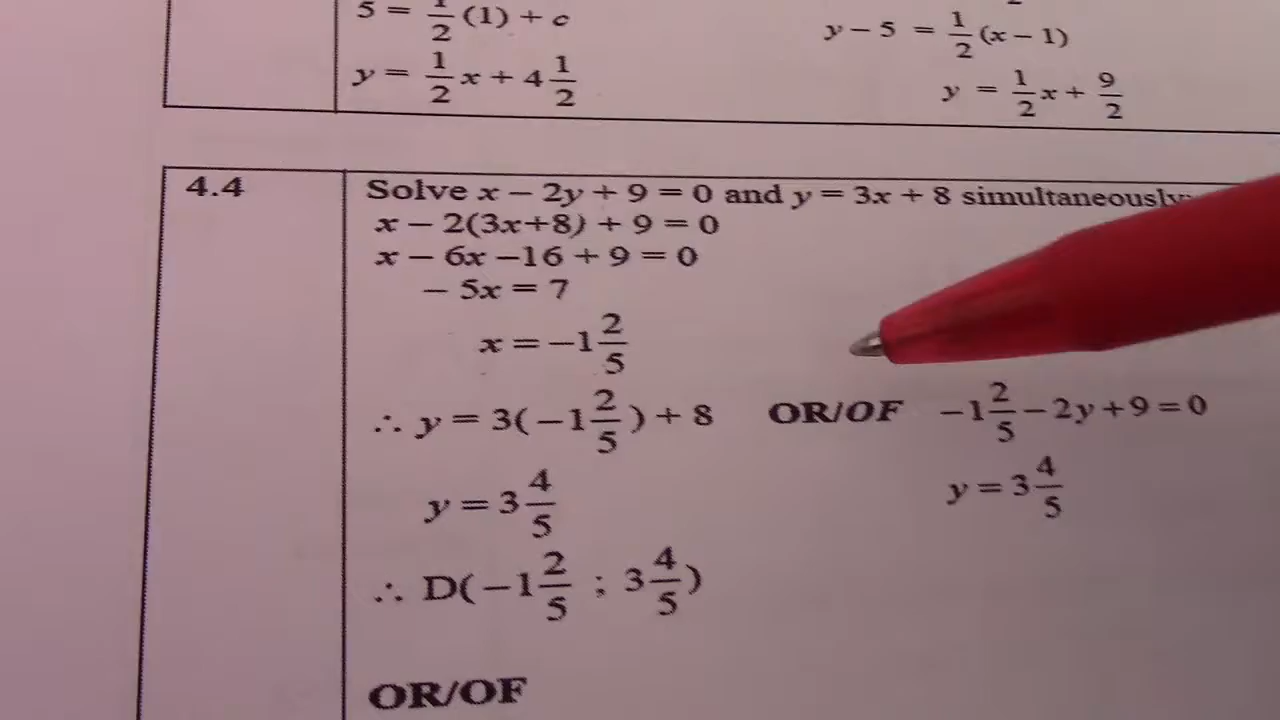 5 = 1/2 (1) + c
y − 5 = 1/2 (x − 1)
y = 1/2 x + 4 1/2
y = 1/2 x + 9/2
4.4
Solve x − 2y + 9 = 0 and y = 3x + 8 simultaneously
x − 2(3x+8) + 9 = 0
x − 6x −16 + 9 = 0
− 5x = 7
x = −1 2/5
∴ y = 3(−1 2/5) + 8 OR/OF −1 2/5 − 2y + 9 = 0
y = 3 4/5
y = 3 4/5
∴ D(−1 2/5 ; 3 4/5)
OR/OF